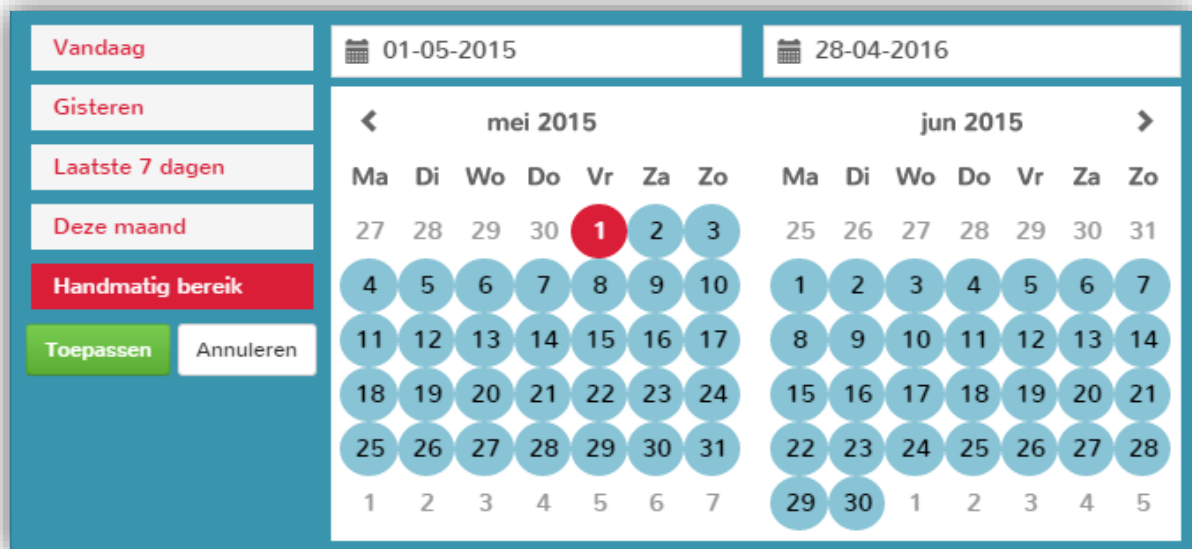 Vandaag
Gisteren
Laatste 7 dagen
Deze maand
Handmatig bereik
Toepassen Annuleren
01-05-2015 28-04-2016
mei 2015 jun 2015
Ma Di Wo Do Vr Za Zo Ma Di Wo Do Vr Za Zo
27 28 29 30 1 2 3 25 26 27 28 29 30 31
4 5 6 7 8 9 10 1 2 3 4 5 6 7
11 12 13 14 15 16 17 8 9 10 11 12 13 14
18 19 20 21 22 23 24 15 16 17 18 19 20 21
25 26 27 28 29 30 31 22 23 24 25 26 27 28
1 2 3 4 5 6 7 29 30 1 2 3 4 5